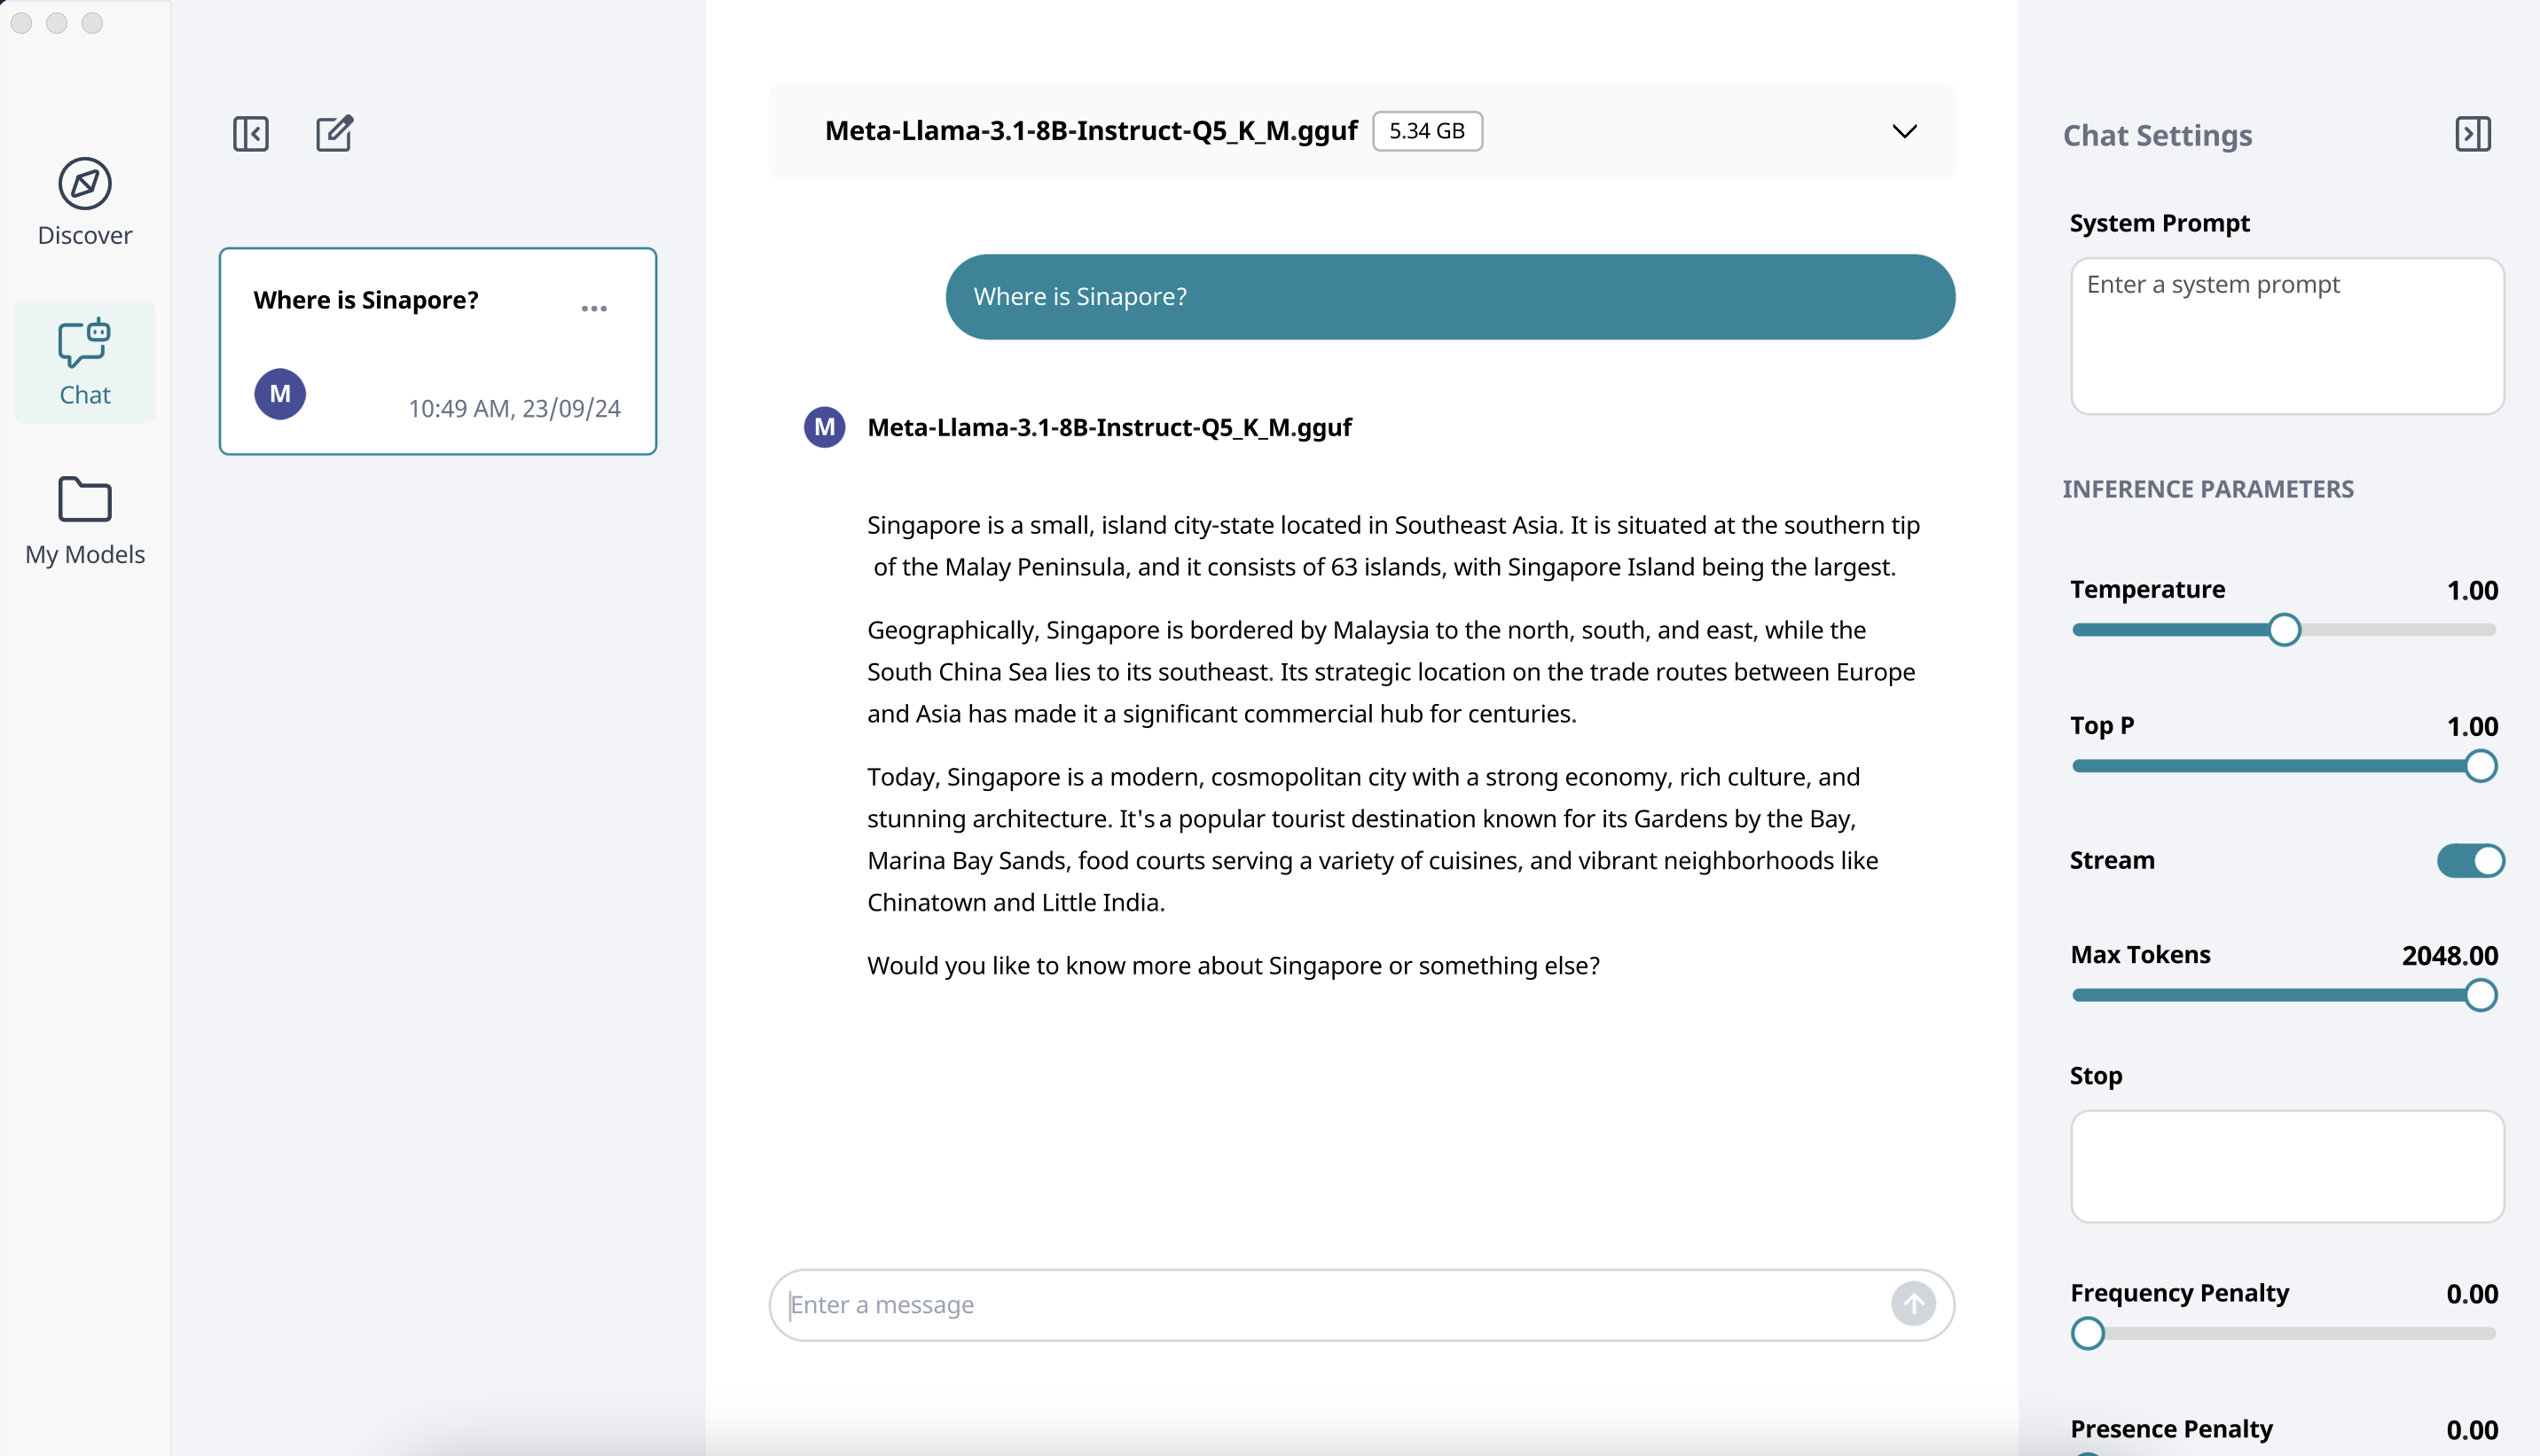 Discover
Chat
My Models
Where is Sinapore?
M
10:49 AM, 23/09/24
Meta-Llama-3.1-8B-Instruct-Q5_K_M.gguf 5.34 GB
Where is Sinapore?
M Meta-Llama-3.1-8B-Instruct-Q5_K_M.gguf
Singapore is a small, island city-state located in Southeast Asia. It is situated at the southern tip
of the Malay Peninsula, and it consists of 63 islands, with Singapore Island being the largest.
Geographically, Singapore is bordered by Malaysia to the north, south, and east, while the
South China Sea lies to its southeast. Its strategic location on the trade routes between Europe
and Asia has made it a significant commercial hub for centuries.
Today, Singapore is a modern, cosmopolitan city with a strong economy, rich culture, and
stunning architecture. It's a popular tourist destination known for its Gardens by the Bay,
Marina Bay Sands, food courts serving a variety of cuisines, and vibrant neighborhoods like
Chinatown and Little India.
Would you like to know more about Singapore or something else?
Enter a message
Chat Settings
System Prompt
Enter a system prompt
INFERENCE PARAMETERS
Temperature 1.00
Top P 1.00
Stream
Max Tokens 2048.00
Stop
Frequency Penalty 0.00
Presence Penalty 0.00